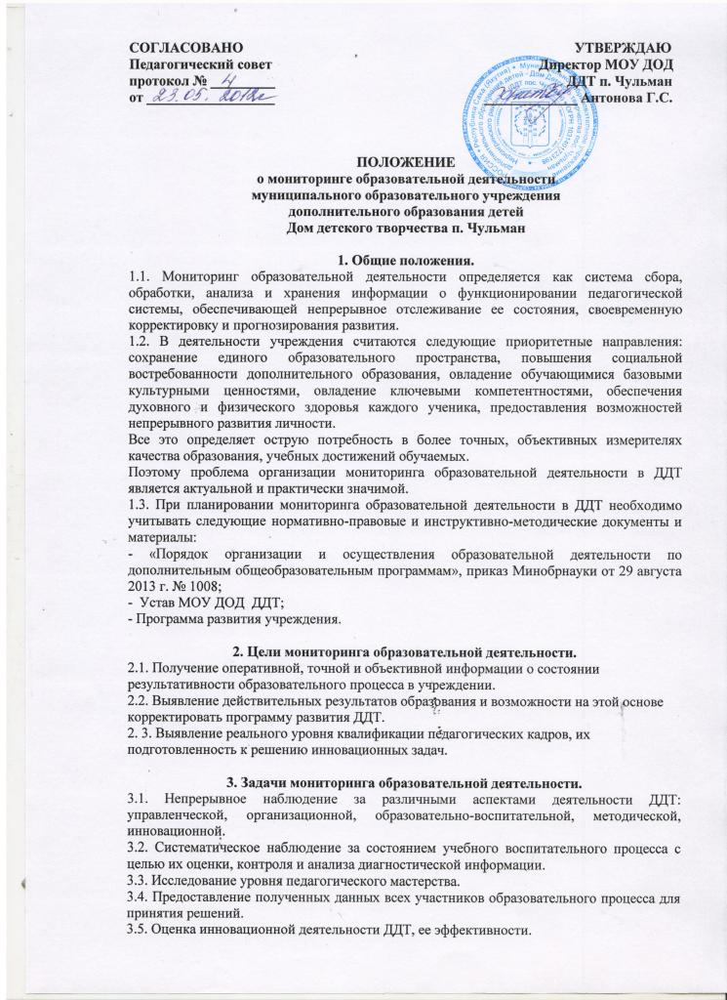 СОГЛАСОВАНО УТВЕРЖДАЮ
Педагогический совет Директор МОУ ДОД
протокол № 4 ДДТ п. Чульман
от 23.05. 2012г Антонова Г.С.
ПОЛОЖЕНИЕ
о мониторинге образовательной деятельности
муниципального образовательного учреждения
дополнительного образования детей
Дом детского творчества п. Чульман
1. Общие положения.
1.1. Мониторинг образовательной деятельности определяется как система сбора,
обработки, анализа и хранения информации о функционировании педагогической
системы, обеспечивающей непрерывное отслеживание ее состояния, своевременную
корректировку и прогнозирования развития.
1.2. В деятельности учреждения считаются следующие приоритетные направления:
сохранение единого образовательного пространства, повышения социальной
востребованности дополнительного образования, овладение обучающимися базовыми
культурными ценностями, овладение ключевыми компетентностями, обеспечения
духовного и физического здоровья каждого ученика, предоставления возможностей
непрерывного развития личности.
Все это определяет острую потребность в более точных, объективных измерителях
качества образования, учебных достижений обучаемых.
Поэтому проблема организации мониторинга образовательной деятельности в ДДТ
является актуальной и практически значимой.
1.3. При планировании мониторинга образовательной деятельности в ДДТ необходимо
учитывать следующие нормативно-правовые и инструктивно-методические документы и
материалы:
- «Порядок организации и осуществления образовательной деятельности по
дополнительным общеобразовательным программам», приказ Минобрнауки от 29 августа
2013 г. № 1008;
- Устав МОУ ДОД ДДТ;
- Программа развития учреждения.
2. Цели мониторинга образовательной деятельности.
2.1. Получение оперативной, точной и объективной информации о состоянии
результативности образовательного процесса в учреждении.
2.2. Выявление действительных результатов образования и возможности на этой основе
корректировать программу развития ДДТ.
2. 3. Выявление реального уровня квалификации педагогических кадров, их
подготовленность к решению инновационных задач.
3. Задачи мониторинга образовательной деятельности.
3.1. Непрерывное наблюдение за различными аспектами деятельности ДДТ:
управленческой, организационной, образовательно-воспитательной, методической,
инновационной.
3.2. Систематическое наблюдение за состоянием учебного воспитательного процесса с
целью их оценки, контроля и анализа диагностической информации.
3.3. Исследование уровня педагогического мастерства.
3.4. Предоставление полученных данных всех участников образовательного процесса для
принятия решений.
3.5. Оценка инновационной деятельности ДДТ, ее эффективности.